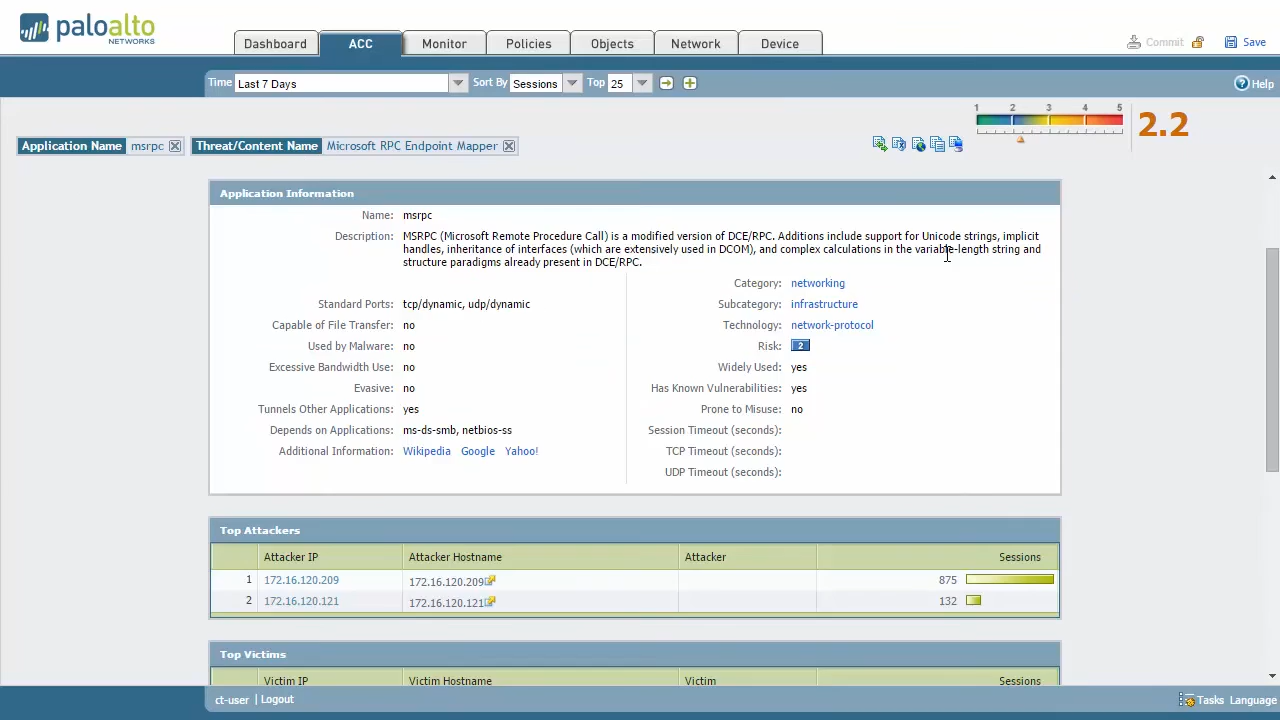 paloalto
NETWORKS
Dashboard ACC Monitor Policies Objects Network Device
Commit Save
Time Last 7 Days Sort By Sessions Top 25 Help
1 2 3 4 5
2.2
Application Name msrpc Threat/Content Name Microsoft RPC Endpoint Mapper
Application Information
Name: msrpc
Description: MSRPC (Microsoft Remote Procedure Call) is a modified version of DCE/RPC. Additions include support for Unicode strings, implicit
handles, inheritance of interfaces (which are extensively used in DCOM), and complex calculations in the variable-length string and
structure paradigms already present in DCE/RPC.
Category: networking
Standard Ports: tcp/dynamic, udp/dynamic Subcategory: infrastructure
Capable of File Transfer: no Technology: network-protocol
Used by Malware: no Risk: 2
Excessive Bandwidth Use: no Widely Used: yes
Evasive: no Has Known Vulnerabilities: yes
Tunnels Other Applications: yes Prone to Misuse: no
Depends on Applications: ms-ds-smb, netbios-ss Session Timeout (seconds):
Additional Information: Wikipedia Google Yahoo! TCP Timeout (seconds):
UDP Timeout (seconds):
Top Attackers
Attacker IP Attacker Hostname Attacker Sessions
1 172.16.120.209 172.16.120.209 875
2 172.16.120.121 172.16.120.121 132
Top Victims
Victim IP Victim Hostname Victim Sessions
ct-user | Logout Tasks Language